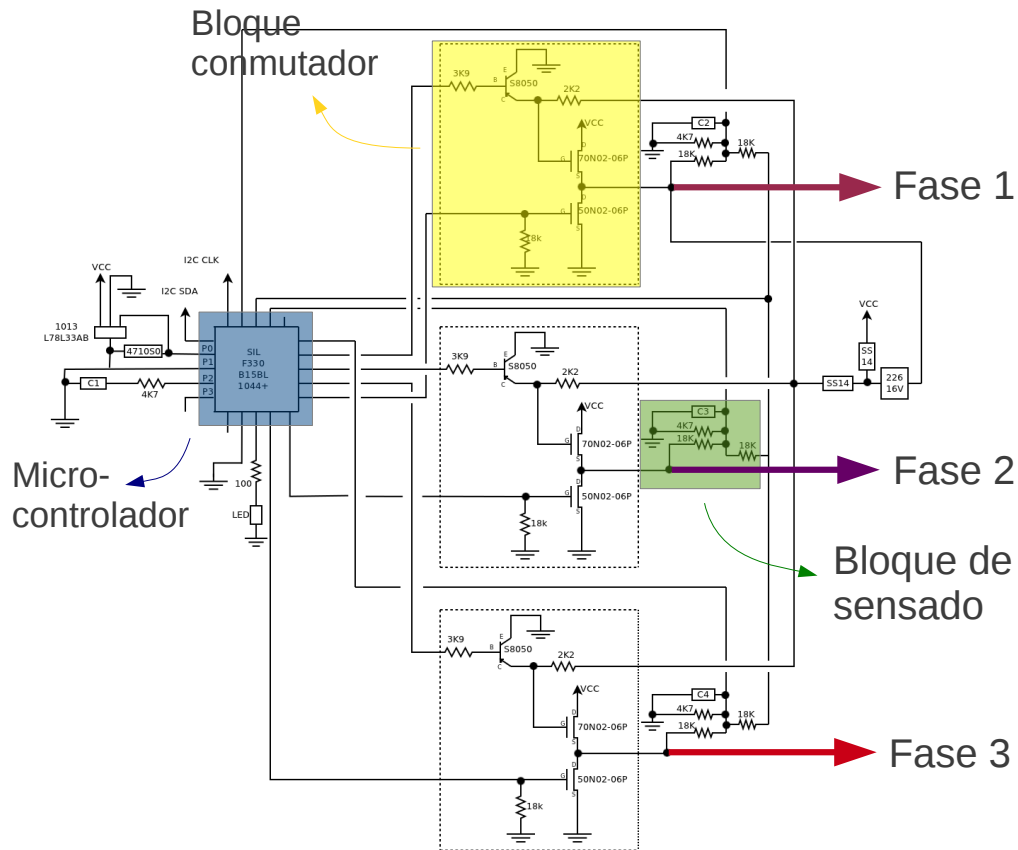 Bloque
conmutador
3K9
B
E
C
S8050
2K2
VCC
G
D
S
70N02-06P
G
D
S
50N02-06P
18k
C2
4K7
18K
18K
Fase 1
I2C CLK
VCC
I2C SDA
1013
L78L33AB
4710S0
C1
4K7
P0
P1
P2
P3
SIL
F330
B15BL
1044+
100
LED
Micro-
controlador
3K9
B
E
C
S8050
2K2
VCC
G
D
S
70N02-06P
G
D
S
50N02-06P
18k
C3
4K7
18K
18K
VCC
SS
14
SS14
226
16V
Fase 2
Bloque de
sensado
3K9
B
E
C
S8050
2K2
VCC
G
D
S
70N02-06P
G
D
S
50N02-06P
18k
C4
4K7
18K
18K
Fase 3